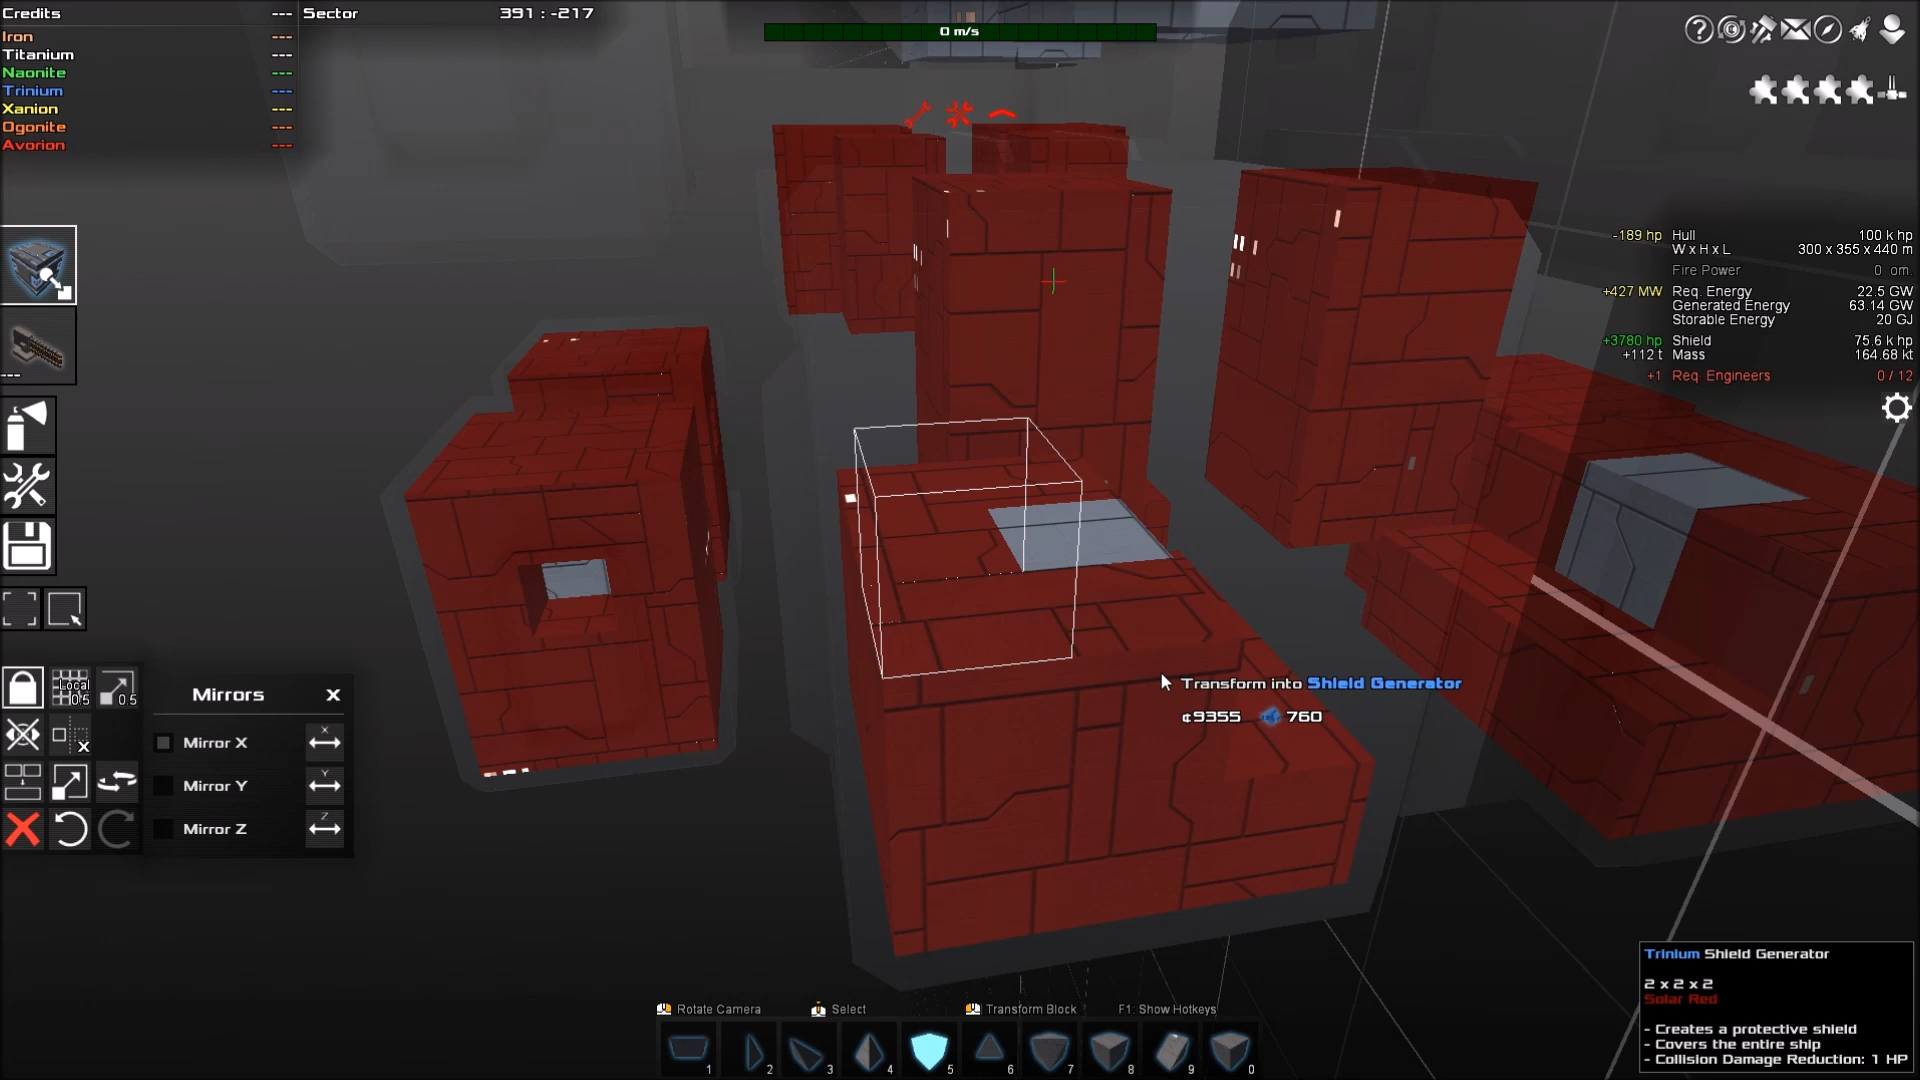 Credits ---
Iron ---
Titanium ---
Naonite ---
Trinium ---
Xanion ---
Ogonite ---
Avorion ---
Sector 391 : -217
0 m/s
-189 hp Hull 100 k hp
W x H x L 300 x 355 x 440 m
Fire Power 0 om.
+427 MW Req. Energy 22.5 GW
Generated Energy 63.14 GW
Storable Energy 20 GJ
+3780 hp Shield 75.6 k hp
+112 t Mass 164.68 kt
+1 Req. Engineers 0 / 12
---
Local
0.5
0.5
X
Mirrors X
Mirror X X
Mirror Y Y
Mirror Z Z
Transform into Shield Generator
¢9355 760
Rotate Camera Select Transform Block F1: Show Hotkeys
1 2 3 4 5 6 7 8 9 0
Trinium Shield Generator
2 x 2 x 2
Solar Red
- Creates a protective shield
- Covers the entire ship
- Collision Damage Reduction: 1 HP